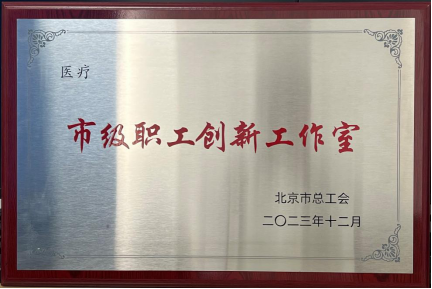 医疗
市级职工创新工作室
北京市总工会
二〇二三年十二月